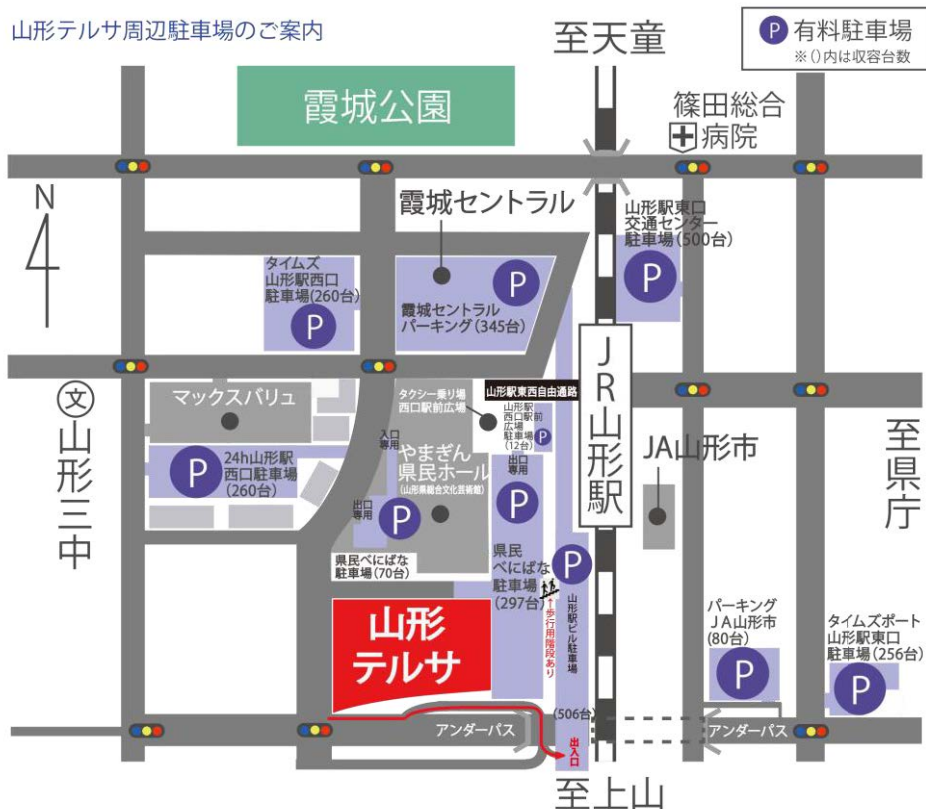 山形テルサ周辺駐車場のご案内
至天童
P 有料駐車場
※()内は収容台数
霞城公園
篠田総合
病院
N
霞城セントラル
山形駅東口
交通センター
駐車場(500台)
P
タイムズ
山形駅西口
駐車場(260台)
P
P
霞城セントラル
パーキング(345台)
JR山形駅
文
山形三中
マックスバリュ
タクシー乗り場
西口駅前広場
山形駅東西自由通路
山形駅
西口駅前
広場
駐車場
(12台)
P
入口
専用
やまぎん
県民ホール
(山形県総合文化芸術館)
出口
専用
P
24h山形駅
西口駐車場
(260台)
P
出口
専用
P
JA山形市
至県庁
県民べにばな
駐車場(70台)
県民
べにばな
駐車場
(297台)
P
↑歩行用階段あり
山形駅ビル駐車場
(506台)
山形
テルサ
パーキング
JA山形市
(80台)
P
タイムズポート
山形駅東口
駐車場(256台)
P
アンダーパス
出入口
アンダーパス
至上山